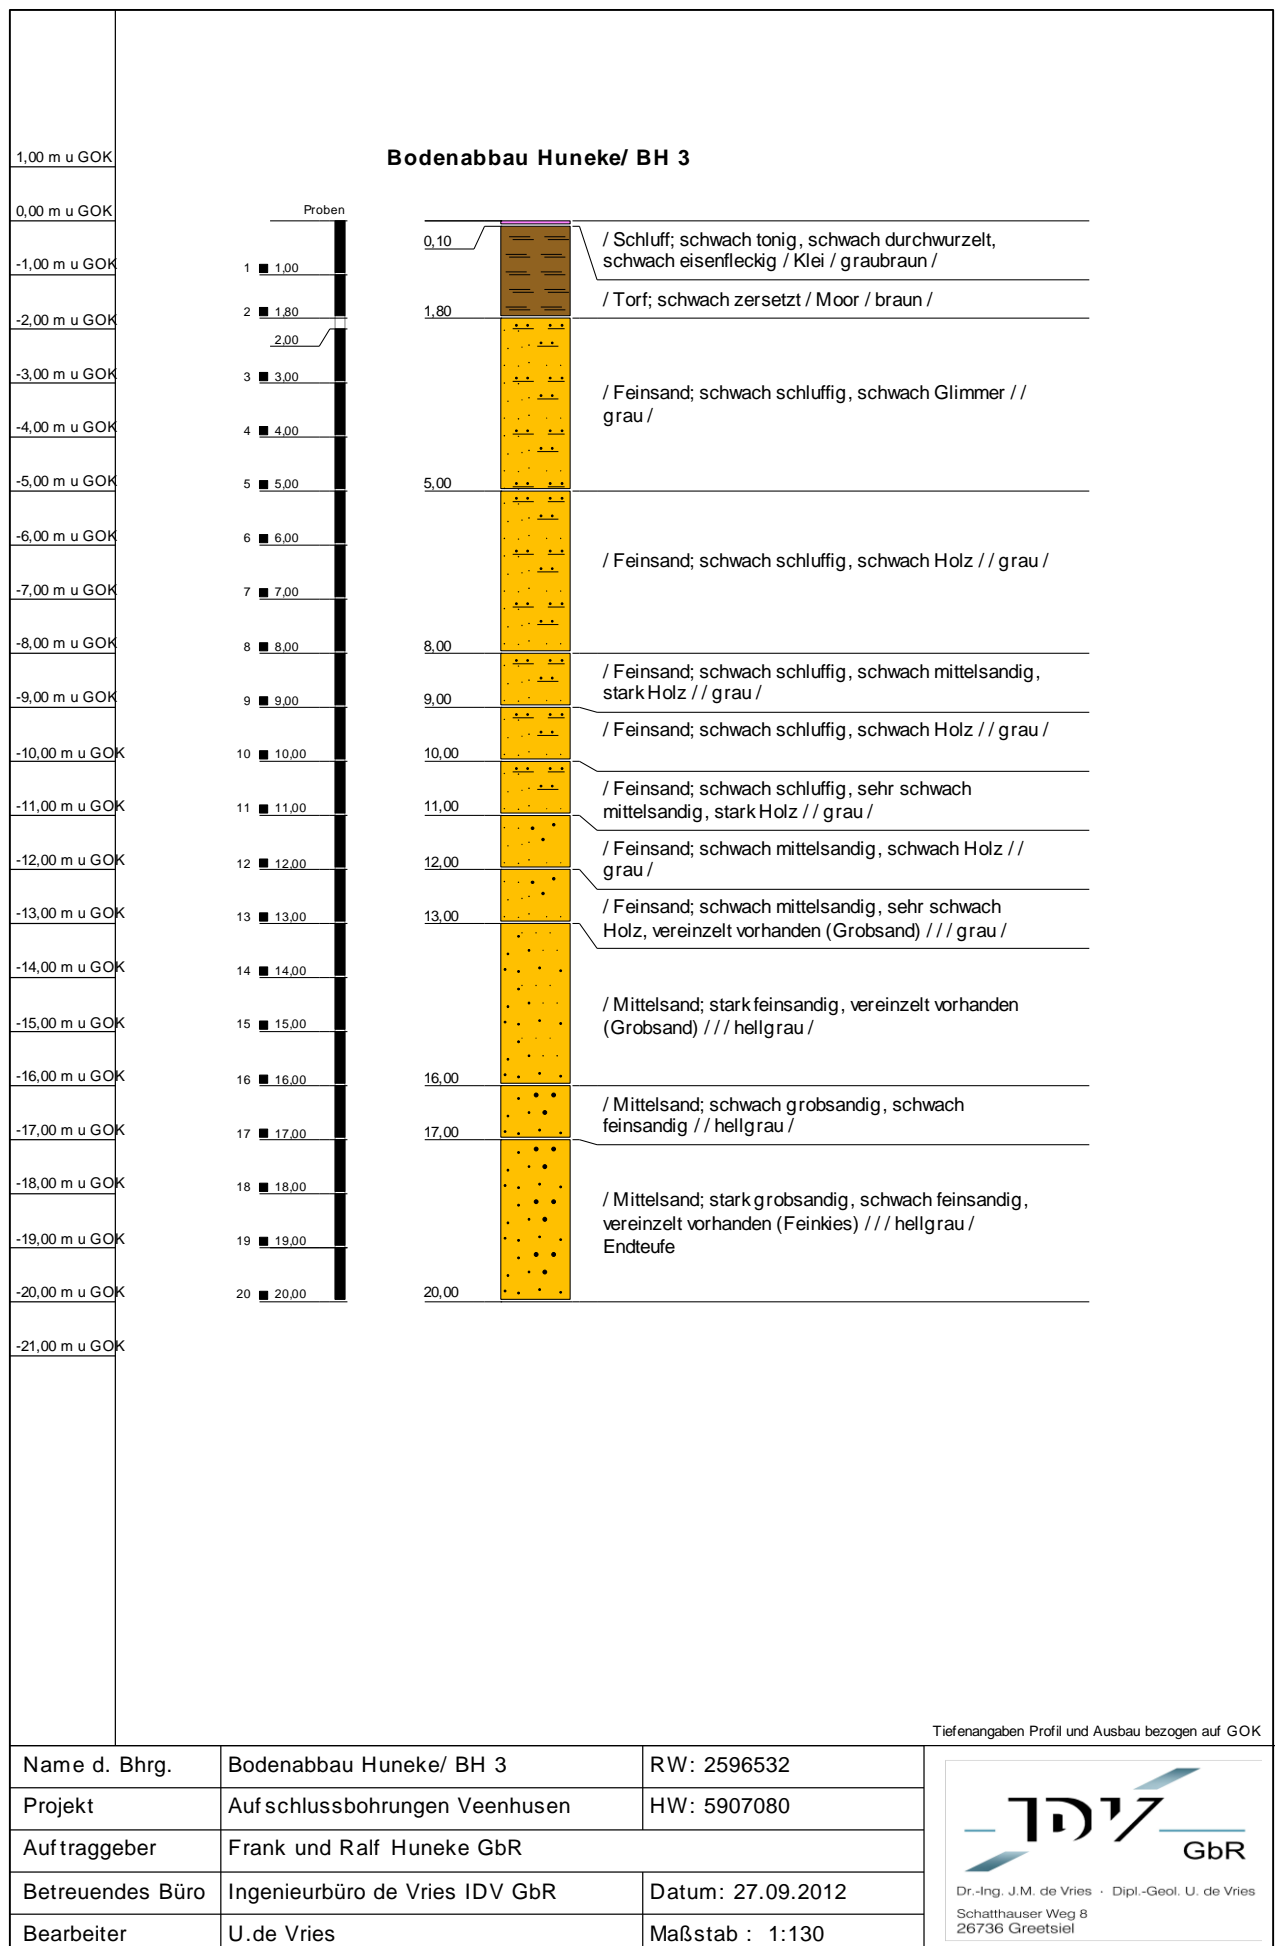 Bodenabbau Huneke/ BH 3
1,00 m u GOK
0,00 m u GOK
-1,00 m u GOK
-2,00 m u GOK
-3,00 m u GOK
-4,00 m u GOK
-5,00 m u GOK
-6,00 m u GOK
-7,00 m u GOK
-8,00 m u GOK
-9,00 m u GOK
-10,00 m u GOK
-11,00 m u GOK
-12,00 m u GOK
-13,00 m u GOK
-14,00 m u GOK
-15,00 m u GOK
-16,00 m u GOK
-17,00 m u GOK
-18,00 m u GOK
-19,00 m u GOK
-20,00 m u GOK
-21,00 m u GOK
Proben
1 1,00
2 1,80
2,00
3 3,00
4 4,00
5 5,00
6 6,00
7 7,00
8 8,00
9 9,00
10 10,00
11 11,00
12 12,00
13 13,00
14 14,00
15 15,00
16 16,00
17 17,00
18 18,00
19 19,00
20 20,00
0,10
1,80
5,00
8,00
9,00
10,00
11,00
12,00
13,00
16,00
17,00
20,00
/ Schluff; schwach tonig, schwach durchwurzelt,
schwach eisenfleckig / Klei / graubraun /
/ Torf; schwach zersetzt / Moor / braun /
/ Feinsand; schwach schluffig, schwach Glimmer / /
grau /
/ Feinsand; schwach schluffig, schwach Holz / / grau /
/ Feinsand; schwach schluffig, schwach mittelsandig,
stark Holz / / grau /
/ Feinsand; schwach schluffig, schwach Holz / / grau /
/ Feinsand; schwach schluffig, sehr schwach
mittelsandig, stark Holz / / grau /
/ Feinsand; schwach mittelsandig, schwach Holz / /
grau /
/ Feinsand; schwach mittelsandig, sehr schwach
Holz, vereinzelt vorhanden (Grobsand) / / / grau /
/ Mittelsand; stark feinsandig, vereinzelt vorhanden
(Grobsand) / / / hellgrau /
/ Mittelsand; schwach grobsandig, schwach
feinsandig / / hellgrau /
/ Mittelsand; stark grobsandig, schwach feinsandig,
vereinzelt vorhanden (Feinkies) / / / hellgrau /
Endteufe
Tiefenangaben Profil und Ausbau bezogen auf GOK
Name d. Bhrg. Bodenabbau Huneke/ BH 3 RW: 2596532
Projekt Aufschlussbohrungen Veenhusen HW: 5907080
Auftraggeber Frank und Ralf Huneke GbR
Betreuendes Büro Ingenieurbüro de Vries IDV GbR Datum: 27.09.2012
Bearbeiter U.de Vries Maßstab : 1:130
IDV
GbR
Dr.-Ing. J.M. de Vries · Dipl.-Geol. U. de Vries
Schatthauser Weg 8
26736 Greetsiel